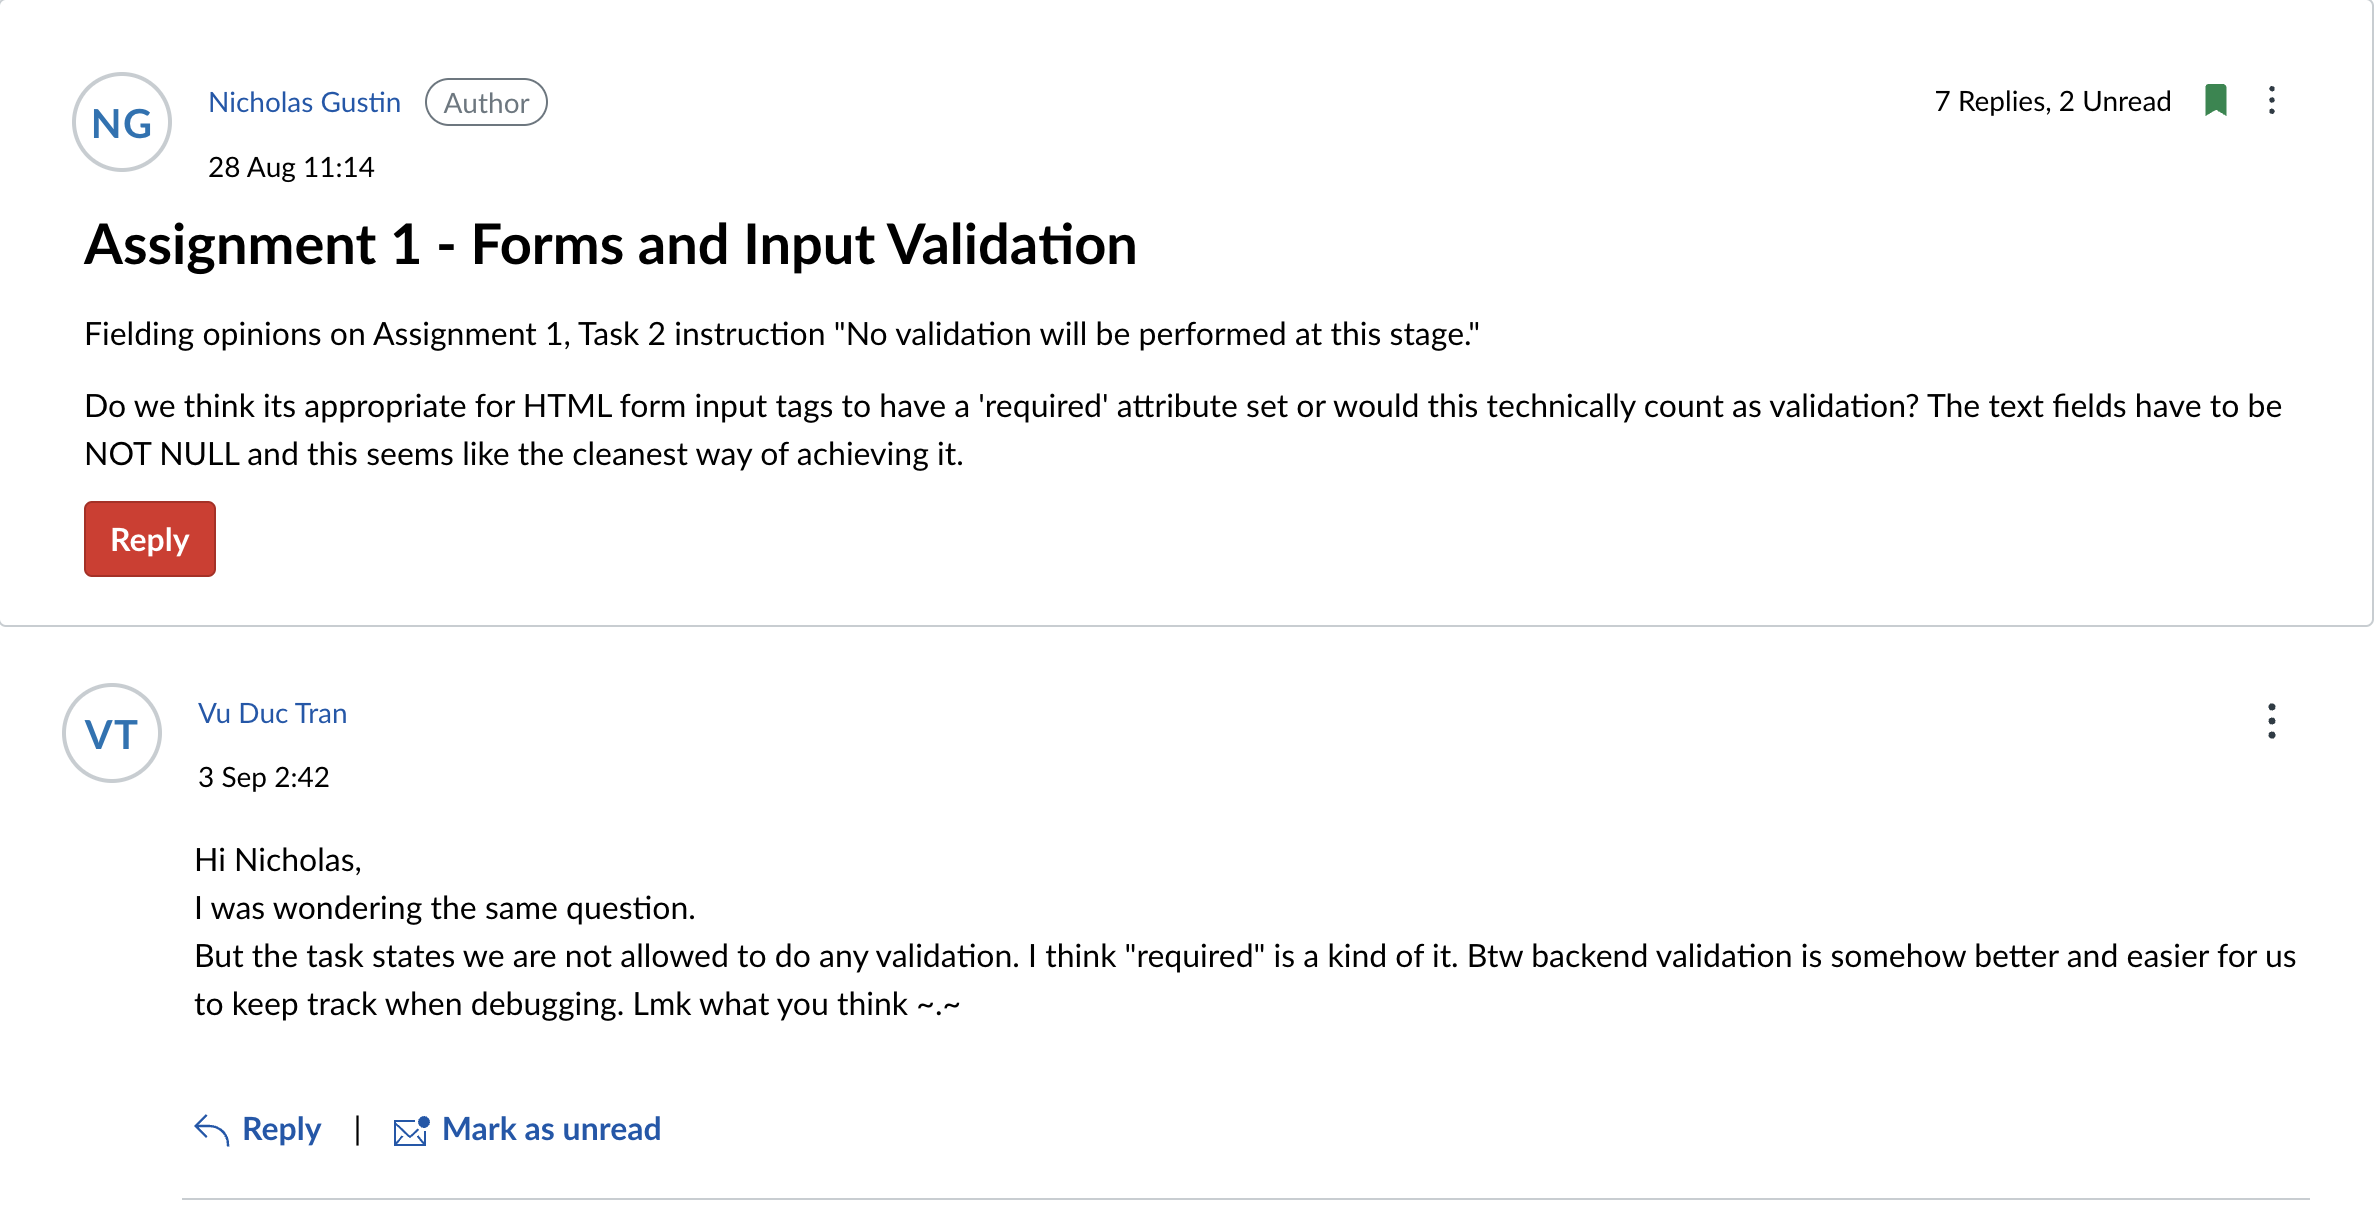 NG
Nicholas Gustin Author
7 Replies, 2 Unread
28 Aug 11:14
Assignment 1 - Forms and Input Validation
Fielding opinions on Assignment 1, Task 2 instruction "No validation will be performed at this stage."
Do we think its appropriate for HTML form input tags to have a 'required' attribute set or would this technically count as validation? The text fields have to be
NOT NULL and this seems like the cleanest way of achieving it.
Reply
VT
Vu Duc Tran
3 Sep 2:42
Hi Nicholas,
I was wondering the same question.
But the task states we are not allowed to do any validation. I think "required" is a kind of it. Btw backend validation is somehow better and easier for us
to keep track when debugging. Lmk what you think ~.~
Reply | Mark as unread